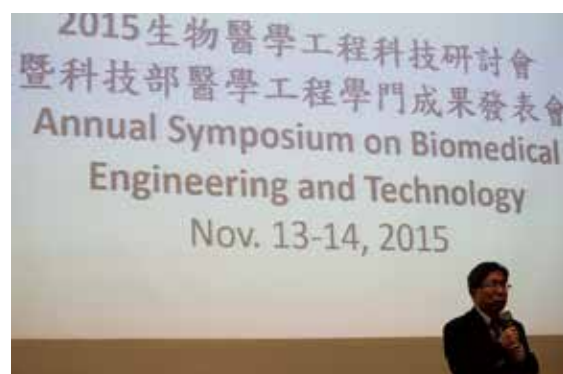 2015生物醫學工程科技研討會
暨科技部醫學工程學門成果發表會
Annual Symposium on Biomedical
Engineering and Technology
Nov. 13-14, 2015